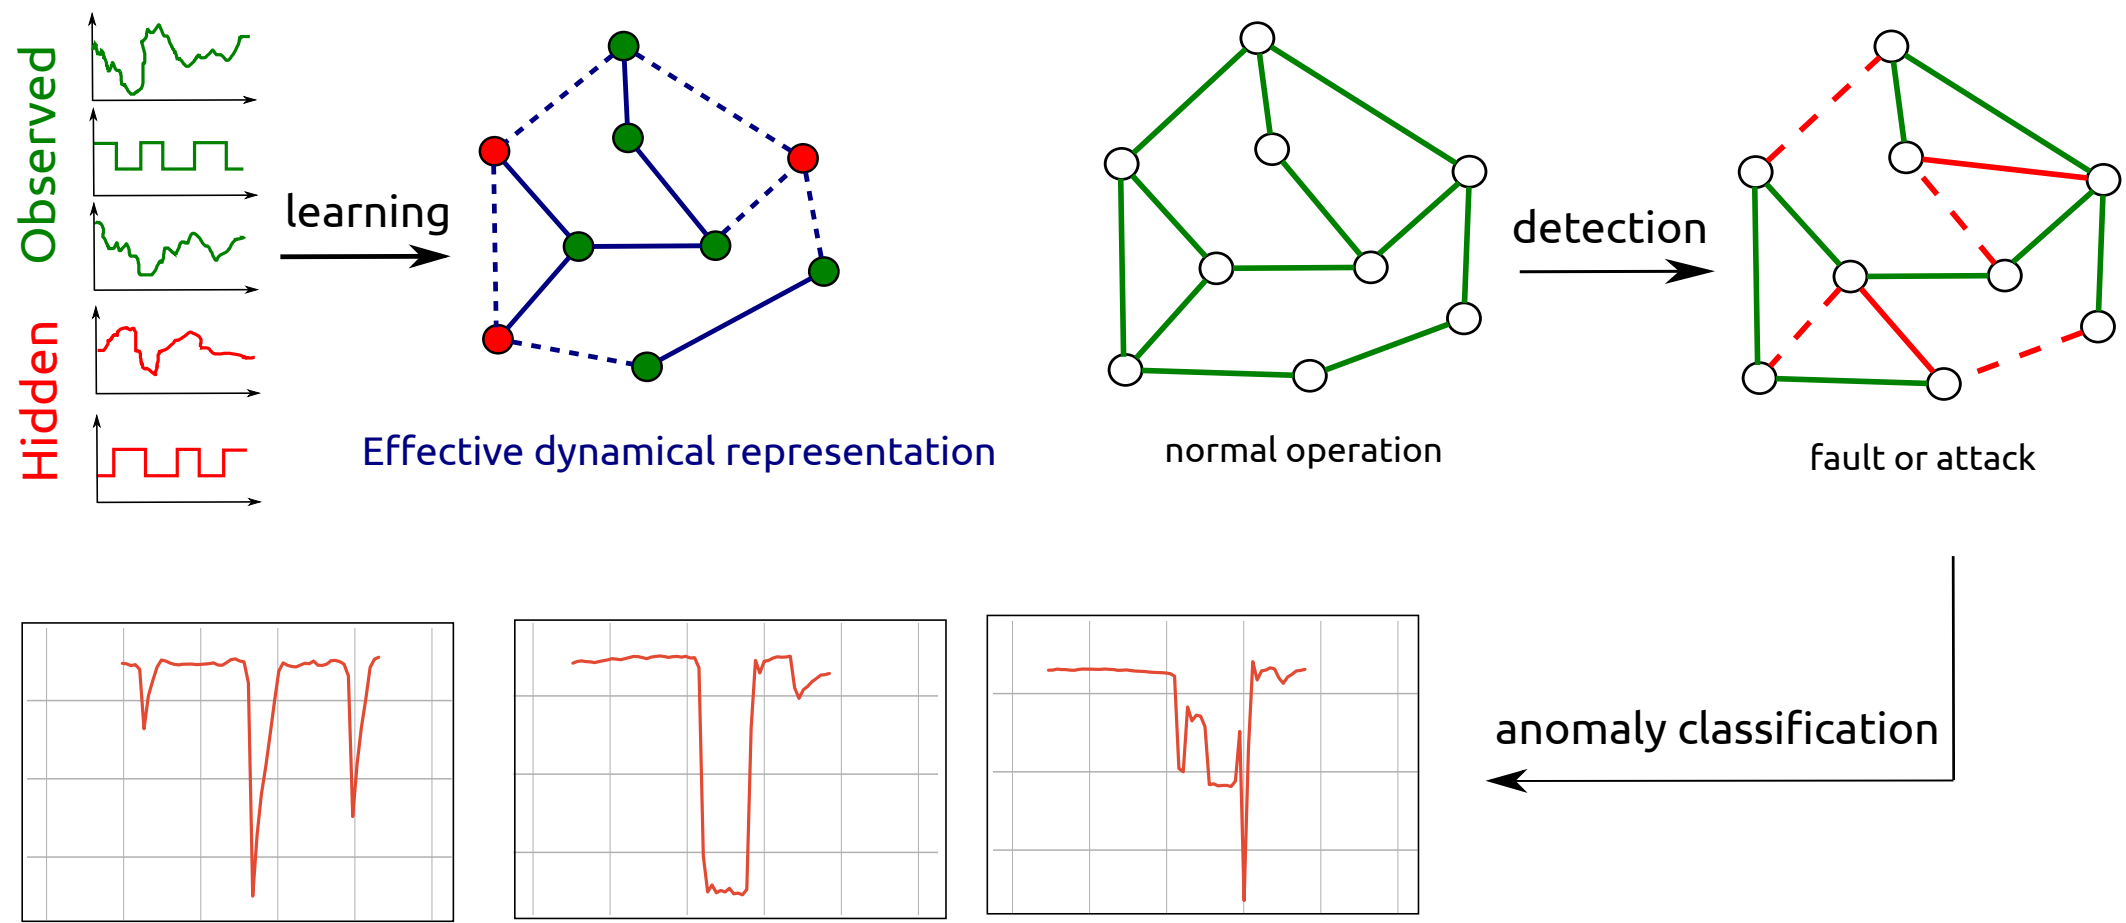 Observed
Hidden
learning
Effective dynamical representation
normal operation
detection
fault or attack
anomaly classification